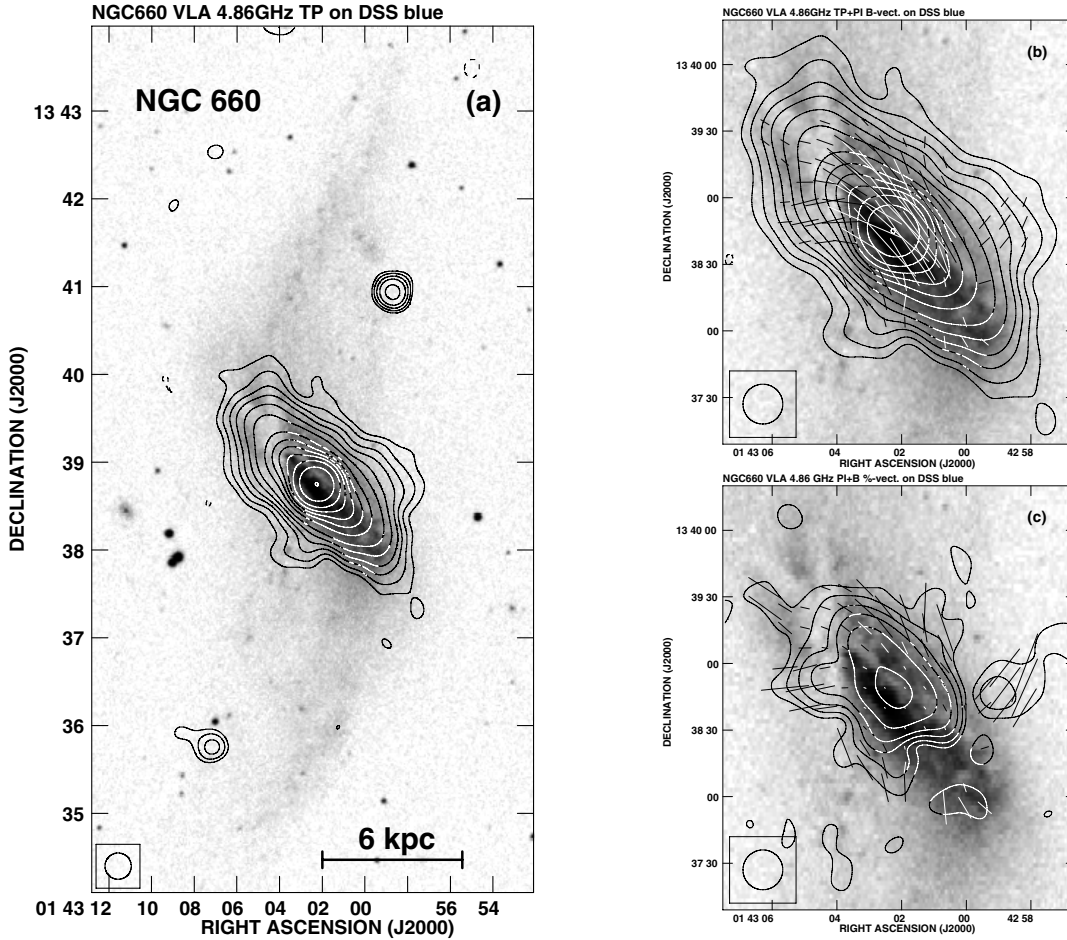 NGC660 VLA 4.86GHz TP on DSS blue
NGC 660
(a)
DECLINATION (J2000)
13 43
42
41
40
39
38
37
36
35
6 kpc
01 43 12 10 08 06 04 02 00 56 54
RIGHT ASCENSION (J2000)
NGC660 VLA 4.86GHz TP+PI B-vect. on DSS blue
(b)
DECLINATION (J2000)
13 40 00
39 30
00
38 30
00
37 30
01 43 06 04 02 00 42 58
RIGHT ASCENSION (J2000)
NGC660 VLA 4.86 GHz PI+B %-vect. on DSS blue
(c)
DECLINATION (J2000)
13 40 00
39 30
00
38 30
00
37 30
01 43 06 04 02 00 42 58
RIGHT ASCENSION (J2000)